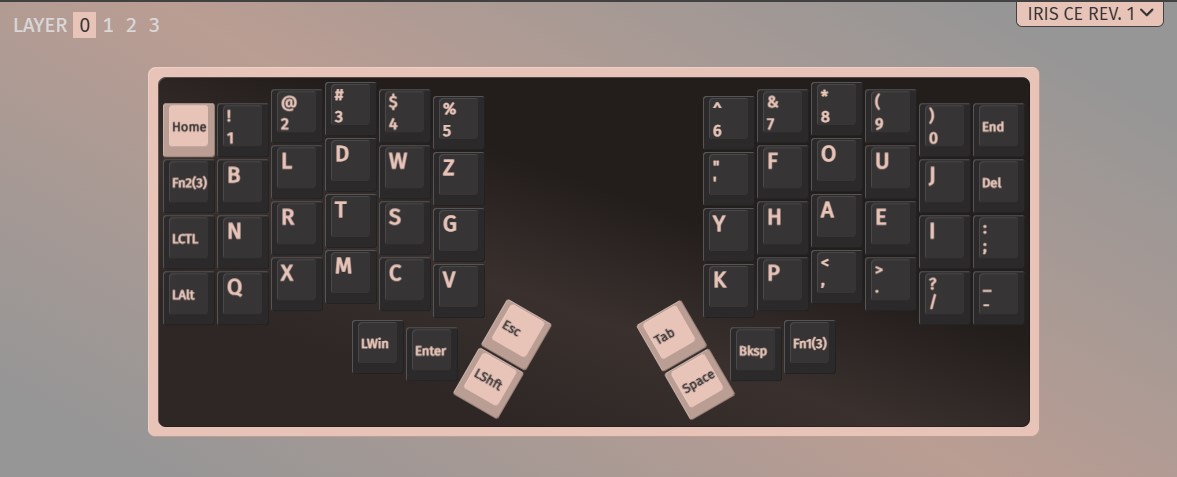 LAYER 0 1 2 3
IRIS CE REV. 1
Home ! 1 @ 2 # 3 $ 4 % 5 ^ 6 & 7 * 8 ( 9 ) 0 End
Fn2(3) B L D W Z " ' F O U J Del
LCTL N R T S G Y H A E I : ;
LAlt Q X M C V K P < , > . ? / _ -
LWin Enter Esc Tab Bksp Fn1(3)
LShft Space